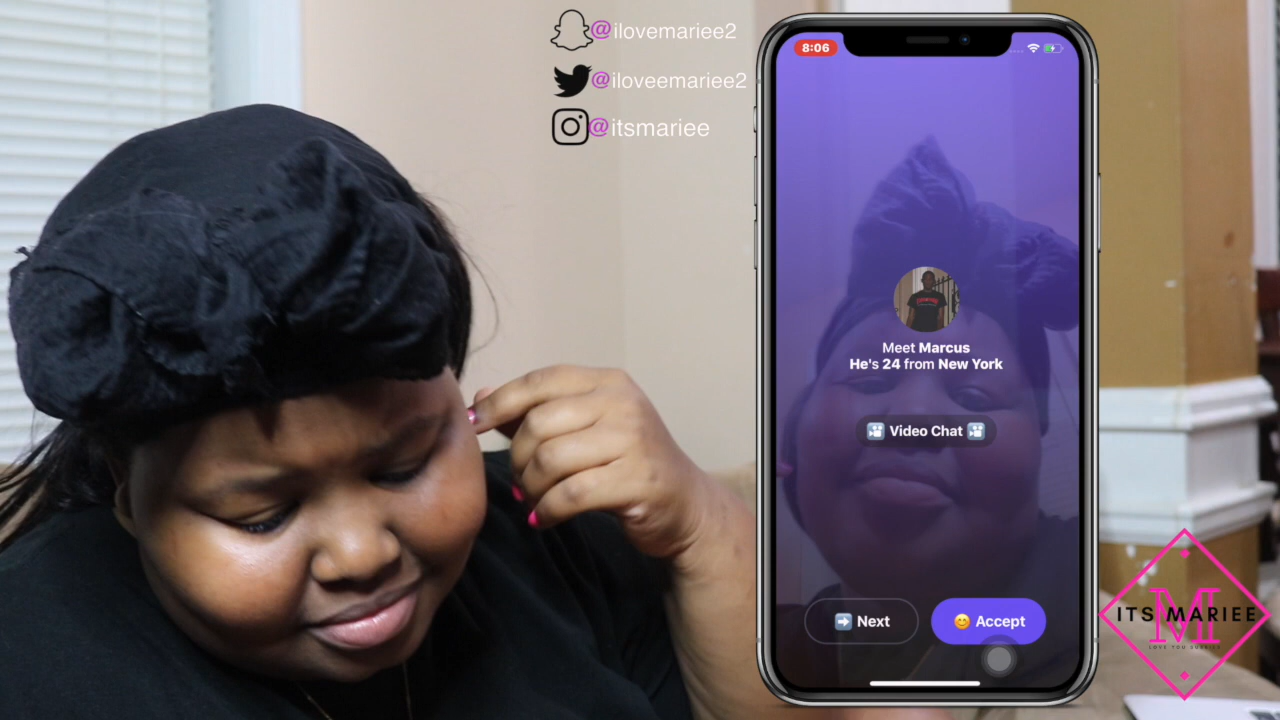 @ilovemariee2
@iloveemariee2
@itsmariee
8:06
Meet Marcus
He's 24 from New York
🎦 Video Chat 🎦
➡️ Next
😊 Accept
M
ITS MARIEE